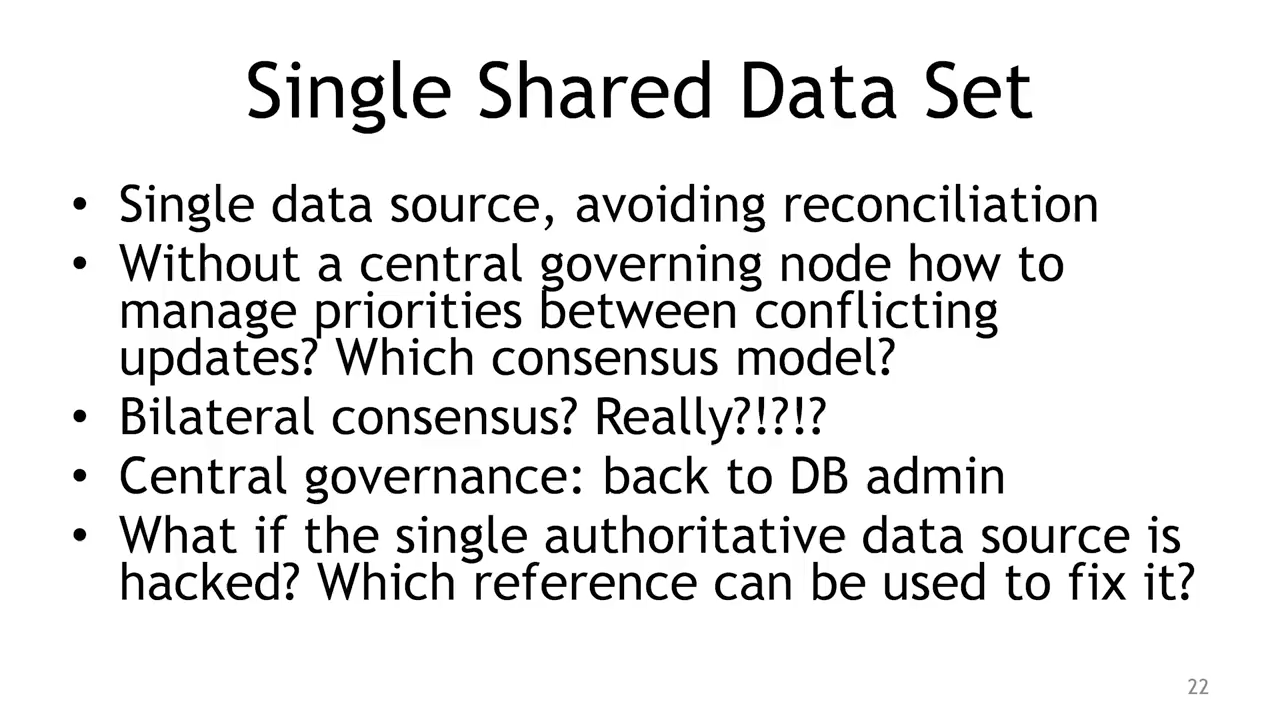 Single Shared Data Set
• Single data source, avoiding reconciliation
• Without a central governing node how to
manage priorities between conflicting
updates? Which consensus model?
• Bilateral consensus? Really?!?!?
• Central governance: back to DB admin
• What if the single authoritative data source is
hacked? Which reference can be used to fix it?
22